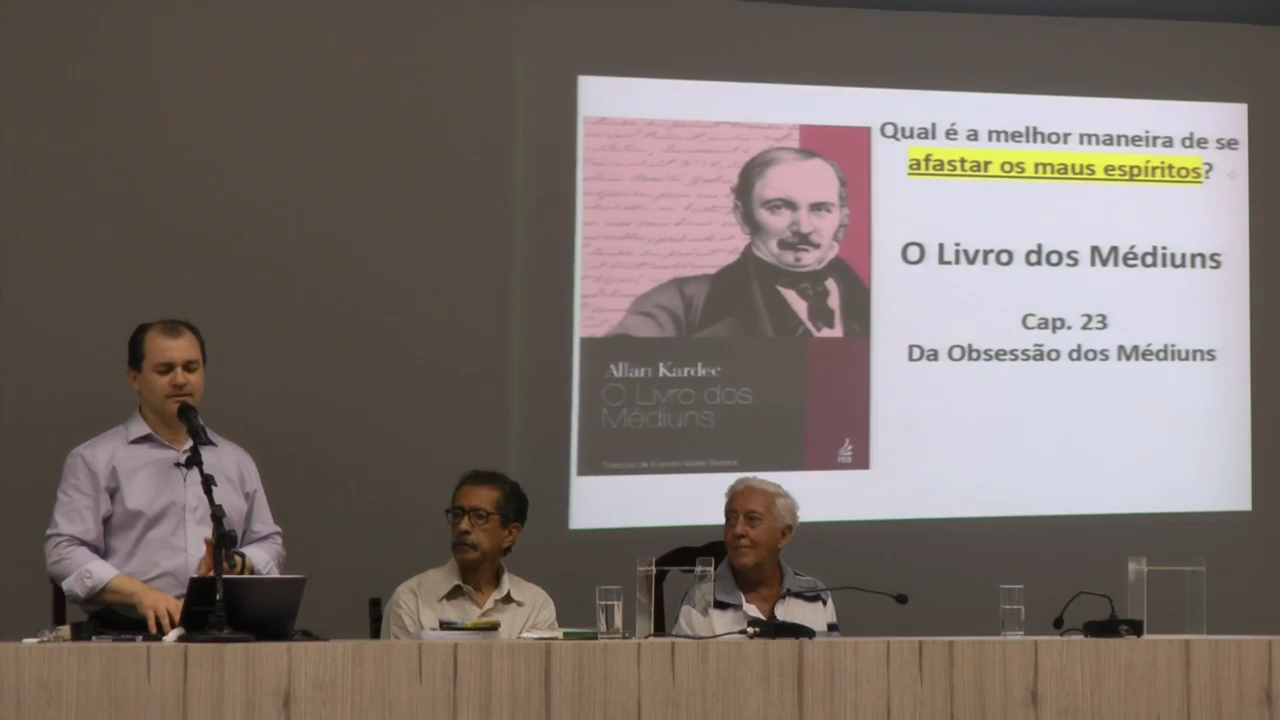 Qual é a melhor maneira de se
afastar os maus espíritos?
O Livro dos Médiuns
Cap. 23
Da Obsessão dos Médiuns
Allan Kardec
O Livro dos
Médiuns
FEB